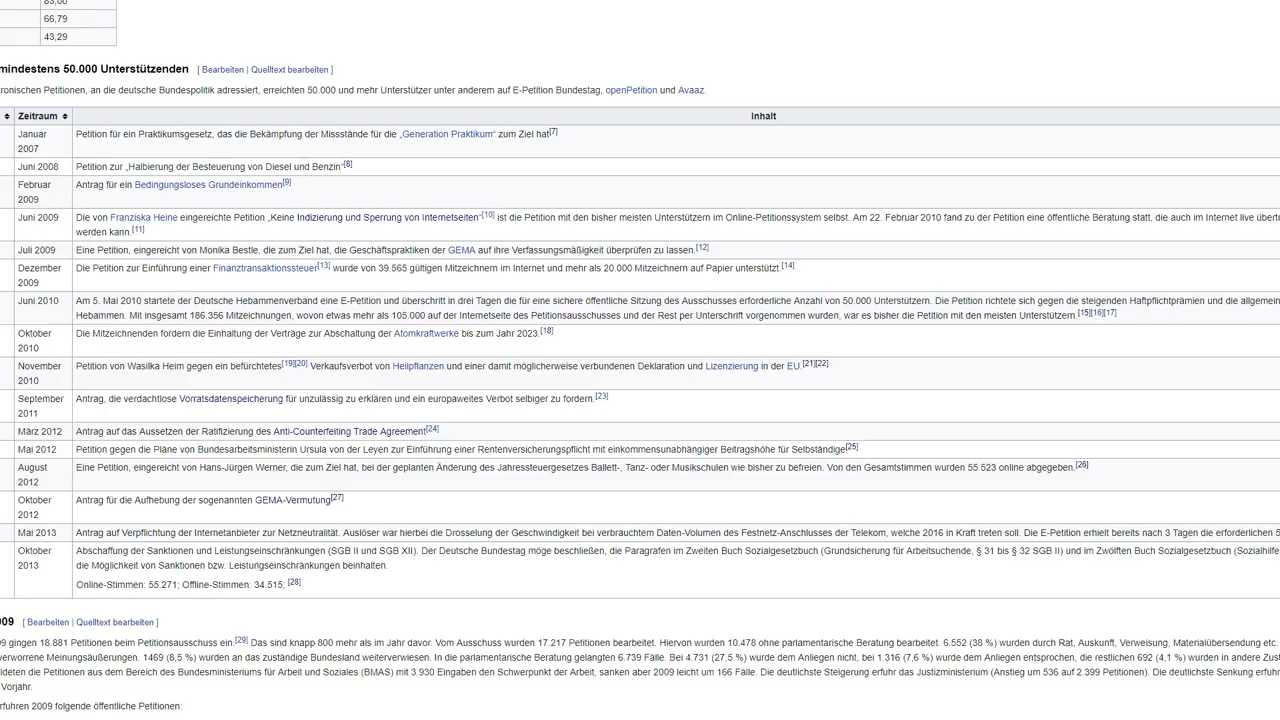 83,00
66,79
43,29
mindestens 50.000 Unterstützenden [ Bearbeiten | Quelltext bearbeiten ]
ronischen Petitionen, an die deutsche Bundespolitik adressiert, erreichten 50.000 und mehr Unterstützer unter anderem auf E-Petition Bundestag, openPetition und Avaaz.
Zeitraum Inhalt
Januar 2007 Petition für ein Praktikumsgesetz, das die Bekämpfung der Missstände für die „Generation Praktikum“ zum Ziel hat[7]
Juni 2008 Petition zur „Halbierung der Besteuerung von Diesel und Benzin“[8]
Februar 2009 Antrag für ein Bedingungsloses Grundeinkommen[9]
Juni 2009 Die von Franziska Heine eingereichte Petition „Keine Indizierung und Sperrung von Internetseiten“[10] ist die Petition mit den bisher meisten Unterstützern im Online-Petitionssystem selbst. Am 22. Februar 2010 fand zu der Petition eine öffentliche Beratung statt, die auch im Internet live übertr
werden kann.[11]
Juli 2009 Eine Petition, eingereicht von Monika Bestle, die zum Ziel hat, die Geschäftspraktiken der GEMA auf ihre Verfassungsmäßigkeit überprüfen zu lassen.[12]
Dezember 2009 Die Petition zur Einführung einer Finanztransaktionssteuer[13] wurde von 39.565 gültigen Mitzeichnern im Internet und mehr als 20.000 Mitzeichnern auf Papier unterstützt.[14]
Juni 2010 Am 5. Mai 2010 startete der Deutsche Hebammenverband eine E-Petition und überschritt in drei Tagen die für eine sichere öffentliche Sitzung des Ausschusses erforderliche Anzahl von 50.000 Unterstützern. Die Petition richtete sich gegen die steigenden Haftpflichtprämien und die allgemein
Hebammen. Mit insgesamt 186.356 Mitzeichnungen, wovon etwas mehr als 105.000 auf der Internetseite des Petitionsausschusses und der Rest per Unterschrift vorgenommen wurden, war es bisher die Petition mit den meisten Unterstützern.[15][16][17]
Oktober 2010 Die Mitzeichnenden fordern die Einhaltung der Verträge zur Abschaltung der Atomkraftwerke bis zum Jahr 2023.[18]
November 2010 Petition von Wasilka Heim gegen ein befürchtetes[19][20] Verkaufsverbot von Heilpflanzen und einer damit möglicherweise verbundenen Deklaration und Lizenzierung in der EU.[21][22]
September 2011 Antrag, die verdachtlose Vorratsdatenspeicherung für unzulässig zu erklären und ein europaweites Verbot selbiger zu fordern.[23]
März 2012 Antrag auf das Aussetzen der Ratifizierung des Anti-Counterfeiting Trade Agreement[24]
Mai 2012 Petition gegen die Pläne von Bundesarbeitsministerin Ursula von der Leyen zur Einführung einer Rentenversicherungspflicht mit einkommensunabhängiger Beitragshöhe für Selbständige[25]
August 2012 Eine Petition, eingereicht von Hans-Jürgen Werner, die zum Ziel hat, bei der geplanten Änderung des Jahressteuergesetzes Ballett-, Tanz- oder Musikschulen wie bisher zu befreien. Von den Gesamtstimmen wurden 55.523 online abgegeben.[26]
Oktober 2012 Antrag für die Aufhebung der sogenannten GEMA-Vermutung[27]
Mai 2013 Antrag auf Verpflichtung der Internetanbieter zur Netzneutralität. Auslöser war hierbei die Drosselung der Geschwindigkeit bei verbrauchtem Daten-Volumen des Festnetz-Anschlusses der Telekom, welche 2016 in Kraft treten soll. Die E-Petition erhielt bereits nach 3 Tagen die erforderlichen 5
Oktober 2013 Abschaffung der Sanktionen und Leistungseinschränkungen (SGB II und SGB XII). Der Deutsche Bundestag möge beschließen, die Paragrafen im Zweiten Buch Sozialgesetzbuch (Grundsicherung für Arbeitsuchende, § 31 bis § 32 SGB II) und im Zwölften Buch Sozialgesetzbuch (Sozialhilfe
die Möglichkeit von Sanktionen bzw. Leistungseinschränkungen beinhalten.
Online-Stimmen: 55.271; Offline-Stimmen: 34.515; [28]
009 [ Bearbeiten | Quelltext bearbeiten ]
09 gingen 18.881 Petitionen beim Petitionsausschuss ein.[29] Das sind knapp 800 mehr als im Jahr davor. Vom Ausschuss wurden 17.217 Petitionen bearbeitet. Hiervon wurden 10.478 ohne parlamentarische Beratung bearbeitet. 6.552 (38 %) wurden durch Rat, Auskunft, Verweisung, Materialübersendung etc.
verworrene Meinungsäußerungen. 1469 (8,5 %) wurden an das zuständige Bundesland weiterverwiesen. In die parlamentarische Beratung gelangten 6.739 Fälle. Bei 4.731 (27,5 %) wurde dem Anliegen nicht, bei 1.316 (7,6 %) wurde dem Anliegen entsprochen, die restlichen 692 (4,1 %) wurden in andere Zust
ldeten die Petitionen aus dem Bereich des Bundesministeriums für Arbeit und Soziales (BMAS) mit 3.930 Eingaben den Schwerpunkt der Arbeit, sanken aber 2009 leicht um 166 Fälle. Die deutlichste Steigerung erfuhr das Justizministerium (Anstieg um 536 auf 2.399 Petitionen). Die deutlichste Senkung erfuhr
Vorjahr.
rfuhren 2009 folgende öffentliche Petitionen: